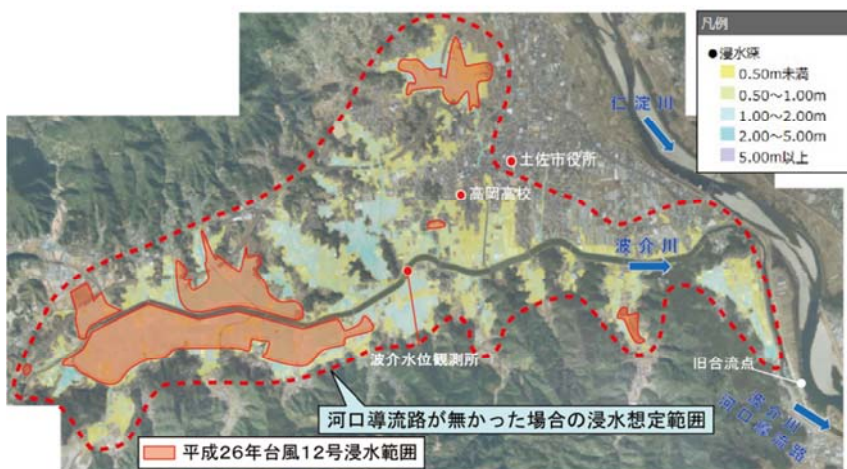 凡例
●浸水深
0.50m未満
0.50～1.00m
1.00～2.00m
2.00～5.00m
5.00m以上
仁淀川
土佐市役所
高岡高校
波介川
波介水位観測所
旧合流点
河口導流路が無かった場合の浸水想定範囲
波介川
河口導流路
平成26年台風12号浸水範囲